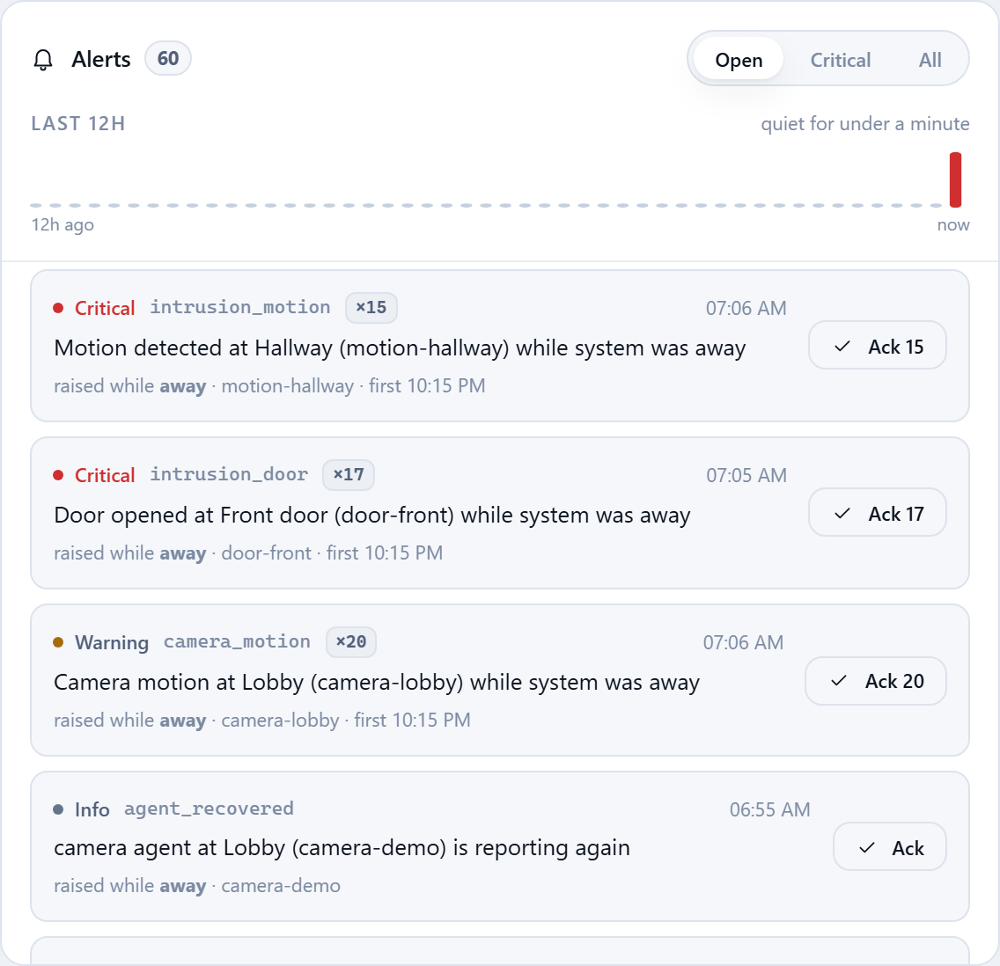 Alerts 60 Open Critical All
LAST 12H quiet for under a minute
12h ago now
Critical intrusion_motion ×15 07:06 AM
Motion detected at Hallway (motion-hallway) while system was away
Ack 15
raised while away · motion-hallway · first 10:15 PM
Critical intrusion_door ×17 07:05 AM
Door opened at Front door (door-front) while system was away
Ack 17
raised while away · door-front · first 10:15 PM
Warning camera_motion ×20 07:06 AM
Camera motion at Lobby (camera-lobby) while system was away
Ack 20
raised while away · camera-lobby · first 10:15 PM
Info agent_recovered 06:55 AM
camera agent at Lobby (camera-demo) is reporting again
Ack
raised while away · camera-demo